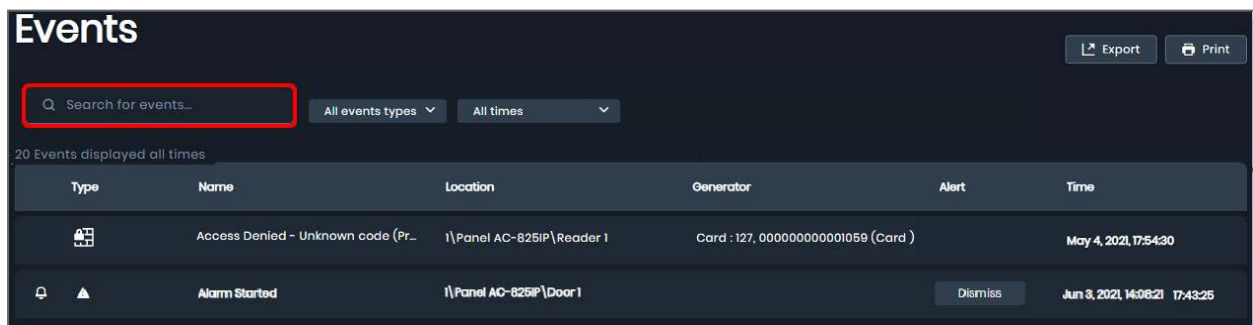 Events
Export Print
Search for events...
All events types All times
20 Events displayed all times
Type Name Location Generator Alert Time
Access Denied - Unknown code (Pr... 1\Panel AC-825IP\Reader 1 Card : 127, 000000000001059 (Card ) May 4, 2021, 17:54:30
Alarm Started 1\Panel AC-825IP\Door 1 Dismiss Jun 3, 2021, 14:08:21 17:43:25